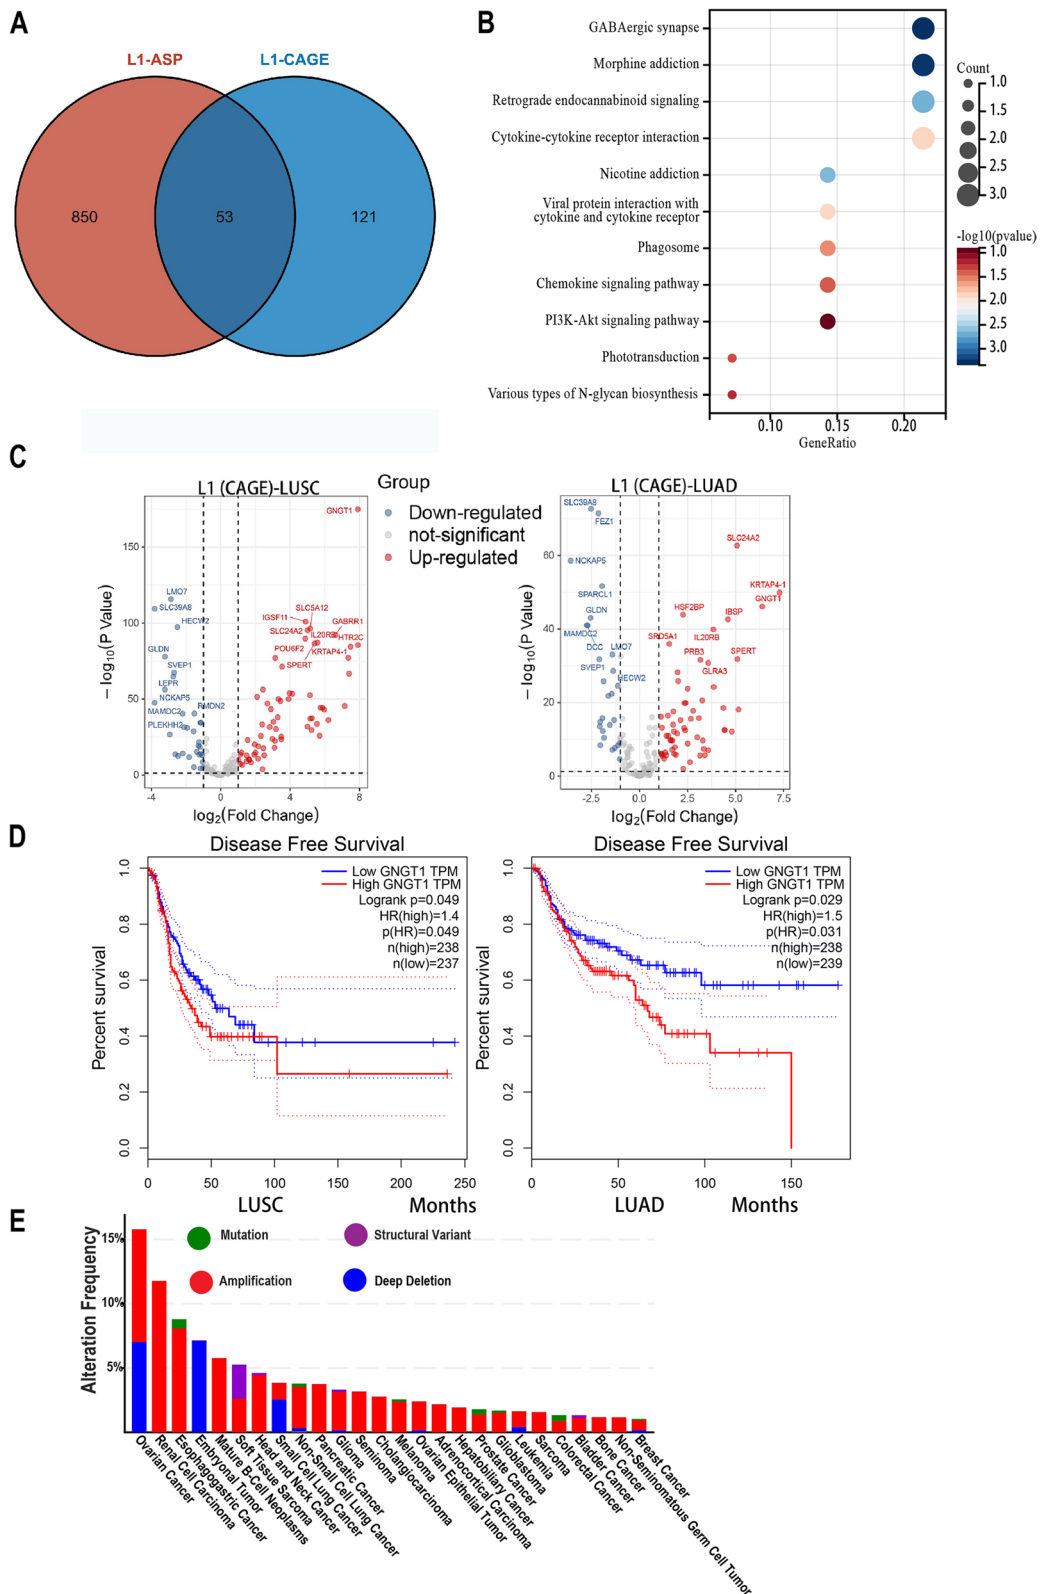 A
L1-ASP
L1-CAGE
850
53
121
B
GABAergic synapse
Morphine addiction
Retrograde endocannabinoid signaling
Cytokine-cytokine receptor interaction
Nicotine addiction
Viral protein interaction with
cytokine and cytokine receptor
Phagosome
Chemokine signaling pathway
PI3K-Akt signaling pathway
Phototransduction
Various types of N-glycan biosynthesis
0.10
0.15
0.20
GeneRatio
Count
1.0
1.5
2.0
2.5
3.0
-log10(pvalue)
1.0
1.5
2.0
2.5
3.0
C
L1 (CAGE)-LUSC
GNGT1
LMO7
SLC39A8
HECW2
GLDN
SVEP1
LEPR
NCKAP5
MAMDC2
RMDN2
PLEKHH2
IGSF11
SLC5A12
SLC24A2
IL20RB
GABRR1
HTR2C
POU6F2
KRTAP4-1
SPERT
150
100
50
0
-4
0
4
8
− log10(P Value)
log2(Fold Change)
Group
Down-regulated
not-significant
Up-regulated
L1 (CAGE)-LUAD
SLC39A8
FEZ1
NCKAP5
SPARCL1
GLDN
MAMDC2
DCC
LMO7
SVEP1
HECW2
SLC24A2
KRTAP4-1
GNGT1
HSF2BP
IBSP
SRD5A1
IL20RB
PRB3
SPERT
GLRA3
60
40
20
0
-2.5
0.0
2.5
5.0
7.5
− log10(P Value)
log2(Fold Change)
D
Disease Free Survival
Low GNGT1 TPM
High GNGT1 TPM
Logrank p=0.049
HR(high)=1.4
p(HR)=0.049
n(high)=238
n(low)=237
Percent survival
1.0
0.8
0.6
0.4
0.2
0.0
0
50
100
150
200
250
LUSC
Months
Disease Free Survival
Low GNGT1 TPM
High GNGT1 TPM
Logrank p=0.029
HR(high)=1.5
p(HR)=0.031
n(high)=238
n(low)=239
Percent survival
1.0
0.8
0.6
0.4
0.2
0.0
0
50
100
150
LUAD
Months
E
Mutation
Structural Variant
Amplification
Deep Deletion
Alteration Frequency
15%
10%
5%
Ovarian Cancer
Renal Cell Carcinoma
Esophagogastric Cancer
Embryonal Tumor
Mature B-Cell Neoplasms
Soft Tissue Sarcoma
Head and Neck Cancer
Small Cell Lung Cancer
Non-Small Cell Lung Cancer
Pancreatic Cancer
Glioma
Seminoma
Cholangiocarcinoma
Melanoma
Ovarian Epithelial Tumor
Adrenocortical Carcinoma
Hepatobiliary Cancer
Prostate Cancer
Glioblastoma
Leukemia
Sarcoma
Colorectal Cancer
Bladder Cancer
Bone Cancer
Non-Seminomatous Germ Cell Tumor
Breast Cancer